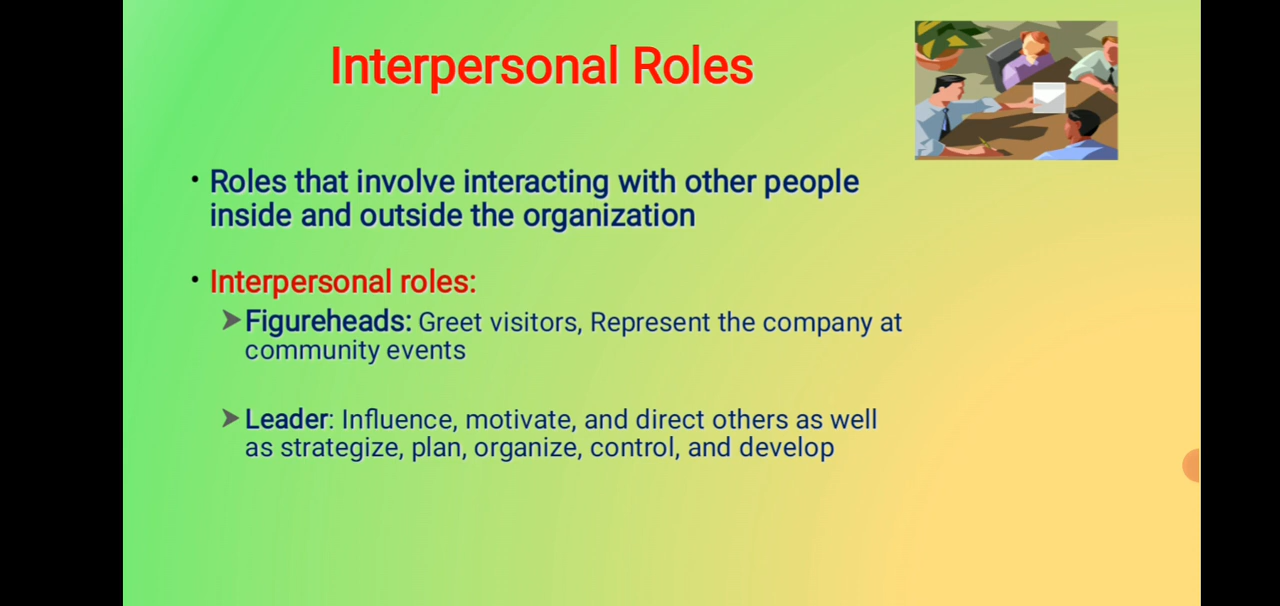 Interpersonal Roles
• Roles that involve interacting with other people
inside and outside the organization
• Interpersonal roles:
➤Figureheads: Greet visitors, Represent the company at
community events
➤Leader: Influence, motivate, and direct others as well
as strategize, plan, organize, control, and develop